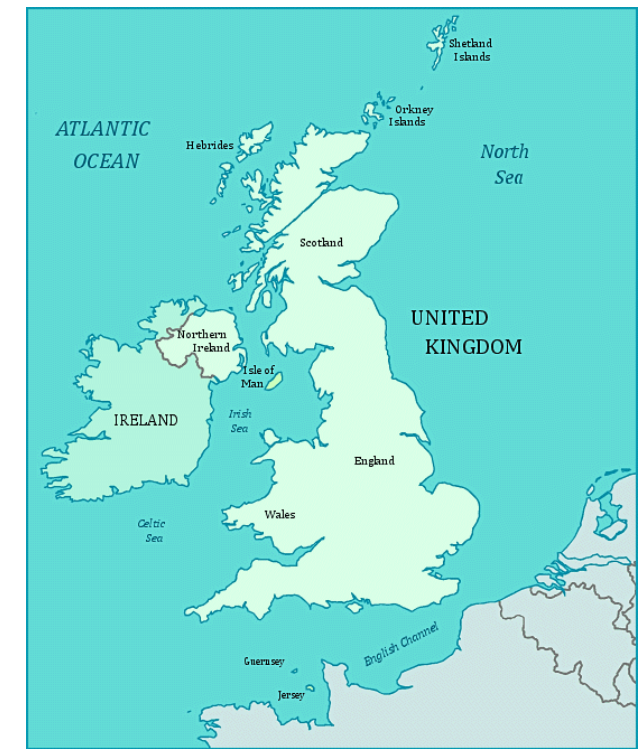 Shetland
Islands
Orkney
Islands
ATLANTIC
OCEAN
Hebrides
North
Sea
Scotland
UNITED
KINGDOM
Northern
Ireland
Isle of
Man
IRELAND
Irish
Sea
England
Wales
Celtic
Sea
English Channel
Guernsey
Jersey